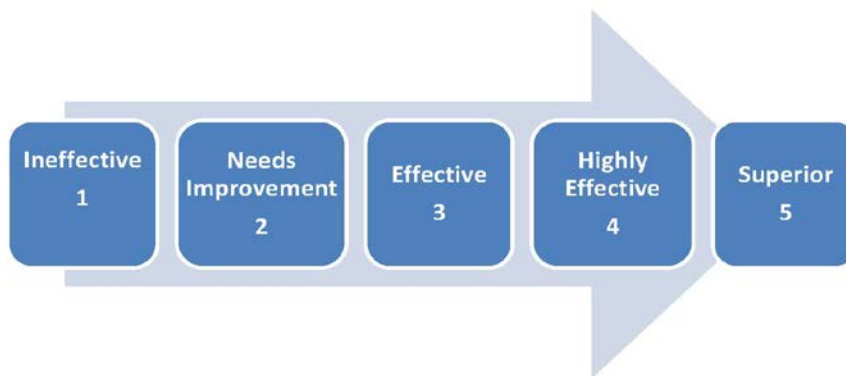 Ineffective
1
Needs
Improvement
2
Effective
3
Highly
Effective
4
Superior
5